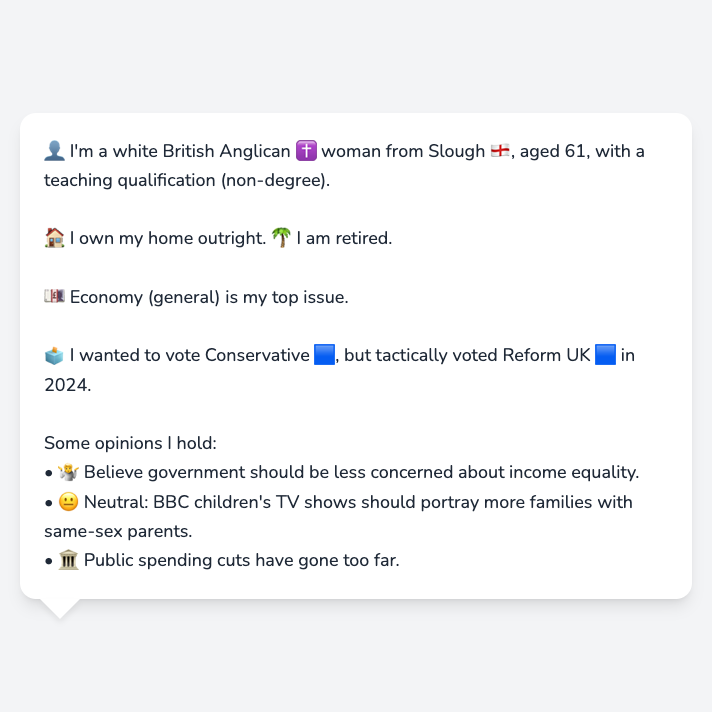 👤 I'm a white British Anglican ✝️ woman from Slough 🏴󠁧󠁢󠁥󠁮󠁧󠁿, aged 61, with a
teaching qualification (non-degree).
🏠 I own my home outright. 🌴 I am retired.
💷 Economy (general) is my top issue.
🗳️ I wanted to vote Conservative 🟦, but tactically voted Reform UK 🟦 in
2024.
Some opinions I hold:
• 🤷‍♀️ Believe government should be less concerned about income equality.
• 😐 Neutral: BBC children's TV shows should portray more families with
same-sex parents.
• 🏛️ Public spending cuts have gone too far.